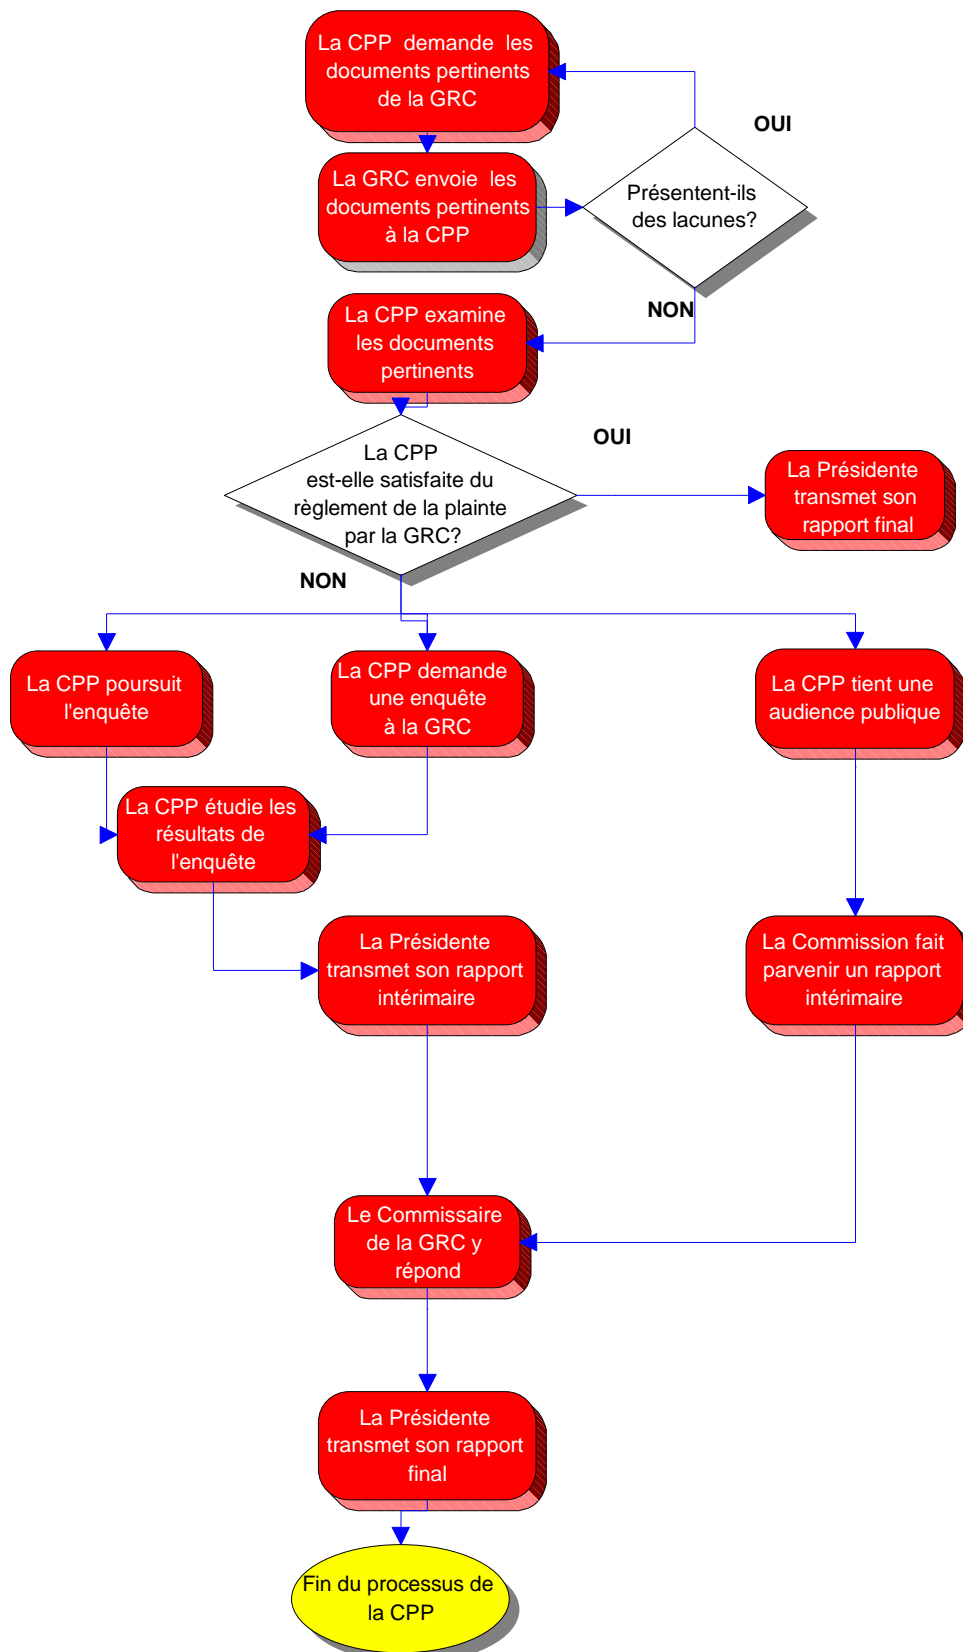 La CPP  demande  les
documents pertinents
de la GRC
OUI
La GRC envoie  les
documents pertinents
à la CPP
Présentent-ils
des lacunes?
NON
La CPP examine
les documents
pertinents
La CPP
est-elle satisfaite du
règlement de la plainte
par la GRC?
OUI
La Présidente
transmet son
rapport final
NON
La CPP poursuit
l'enquête
La CPP demande
une enquête
à la GRC
La CPP tient une
audience publique
La CPP étudie les
résultats de
l'enquête
La Présidente
transmet son rapport
intérimaire
La Commission fait
parvenir un rapport
intérimaire
Le Commissaire
de la GRC y
répond
La Présidente
transmet son rapport
final
Fin du processus de
la CPP